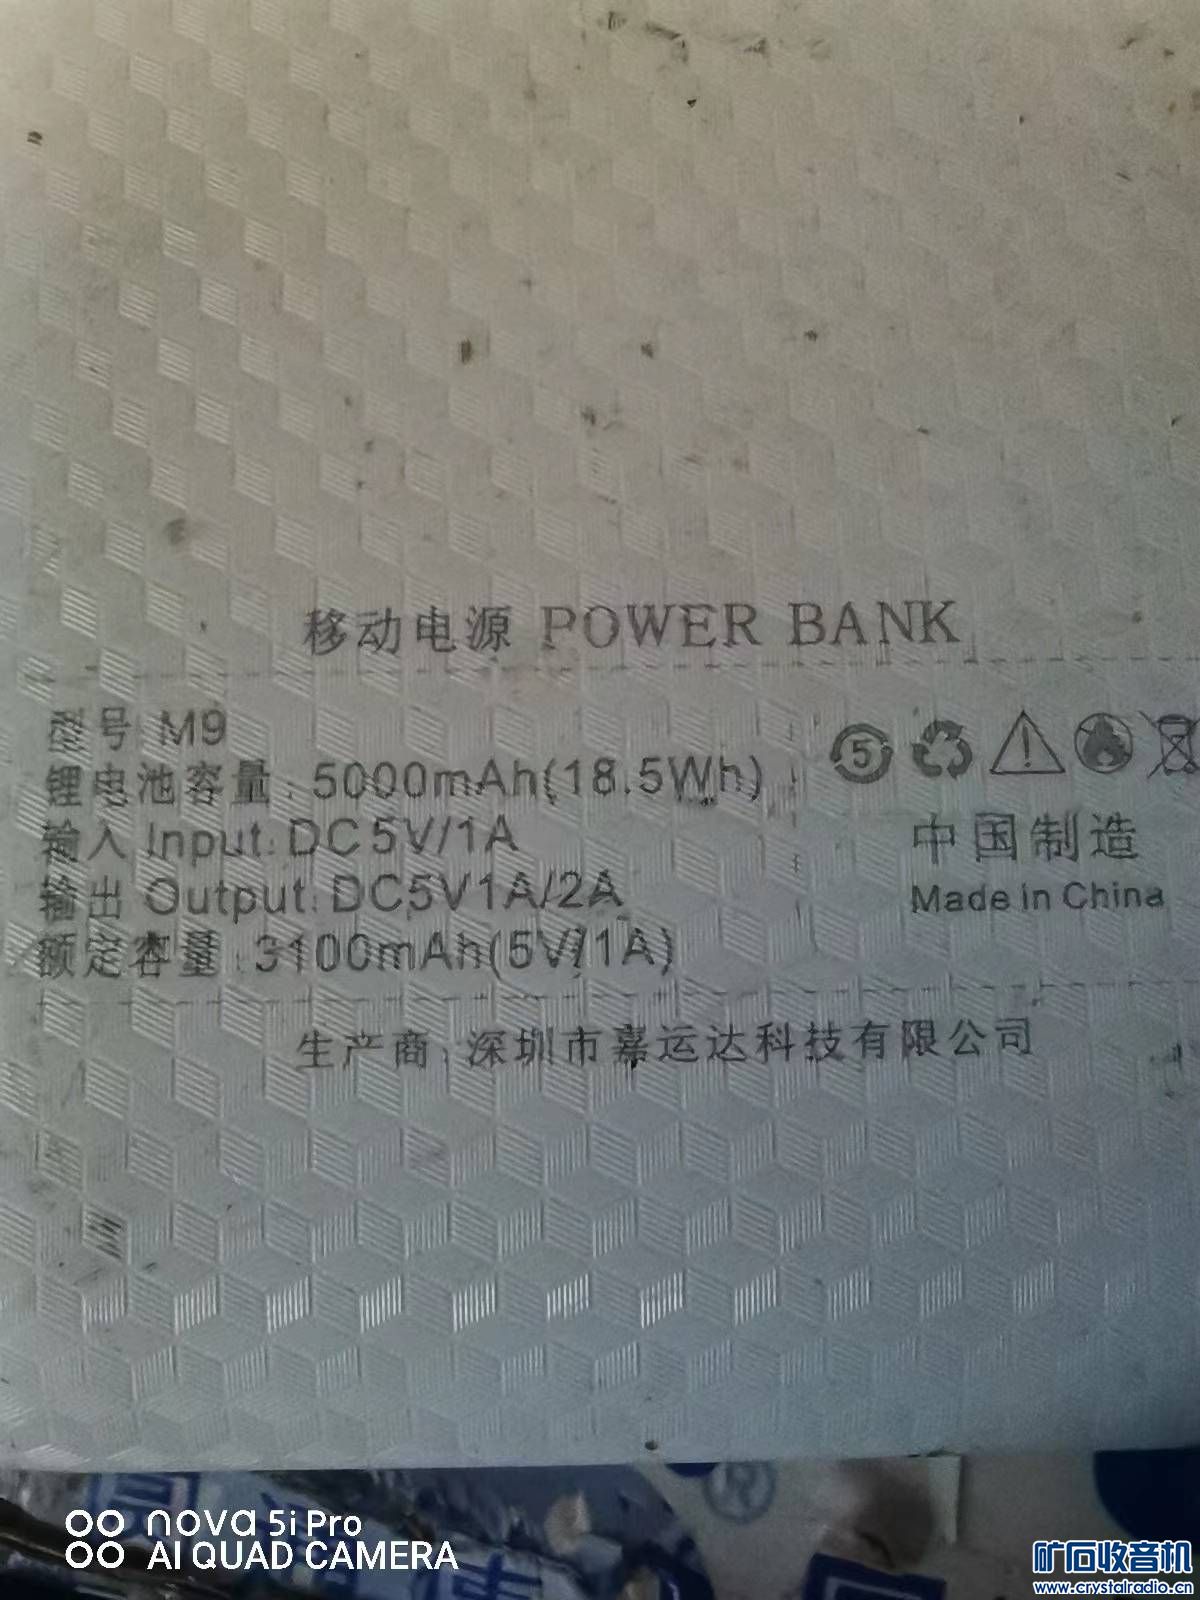 移动电源 POWER BANK
型号 M9
锂电池容量:5000mAh(18.5Wh)
输入 Input:DC5V/1A
输出 Output:DC5V1A/2A
额定容量:3100mAh(5V/1A)
5
中国制造
Made in China
生产商:深圳市嘉运达科技有限公司
nova 5i Pro
AI QUAD CAMERA
矿石收音机
www.crystalradio.cn